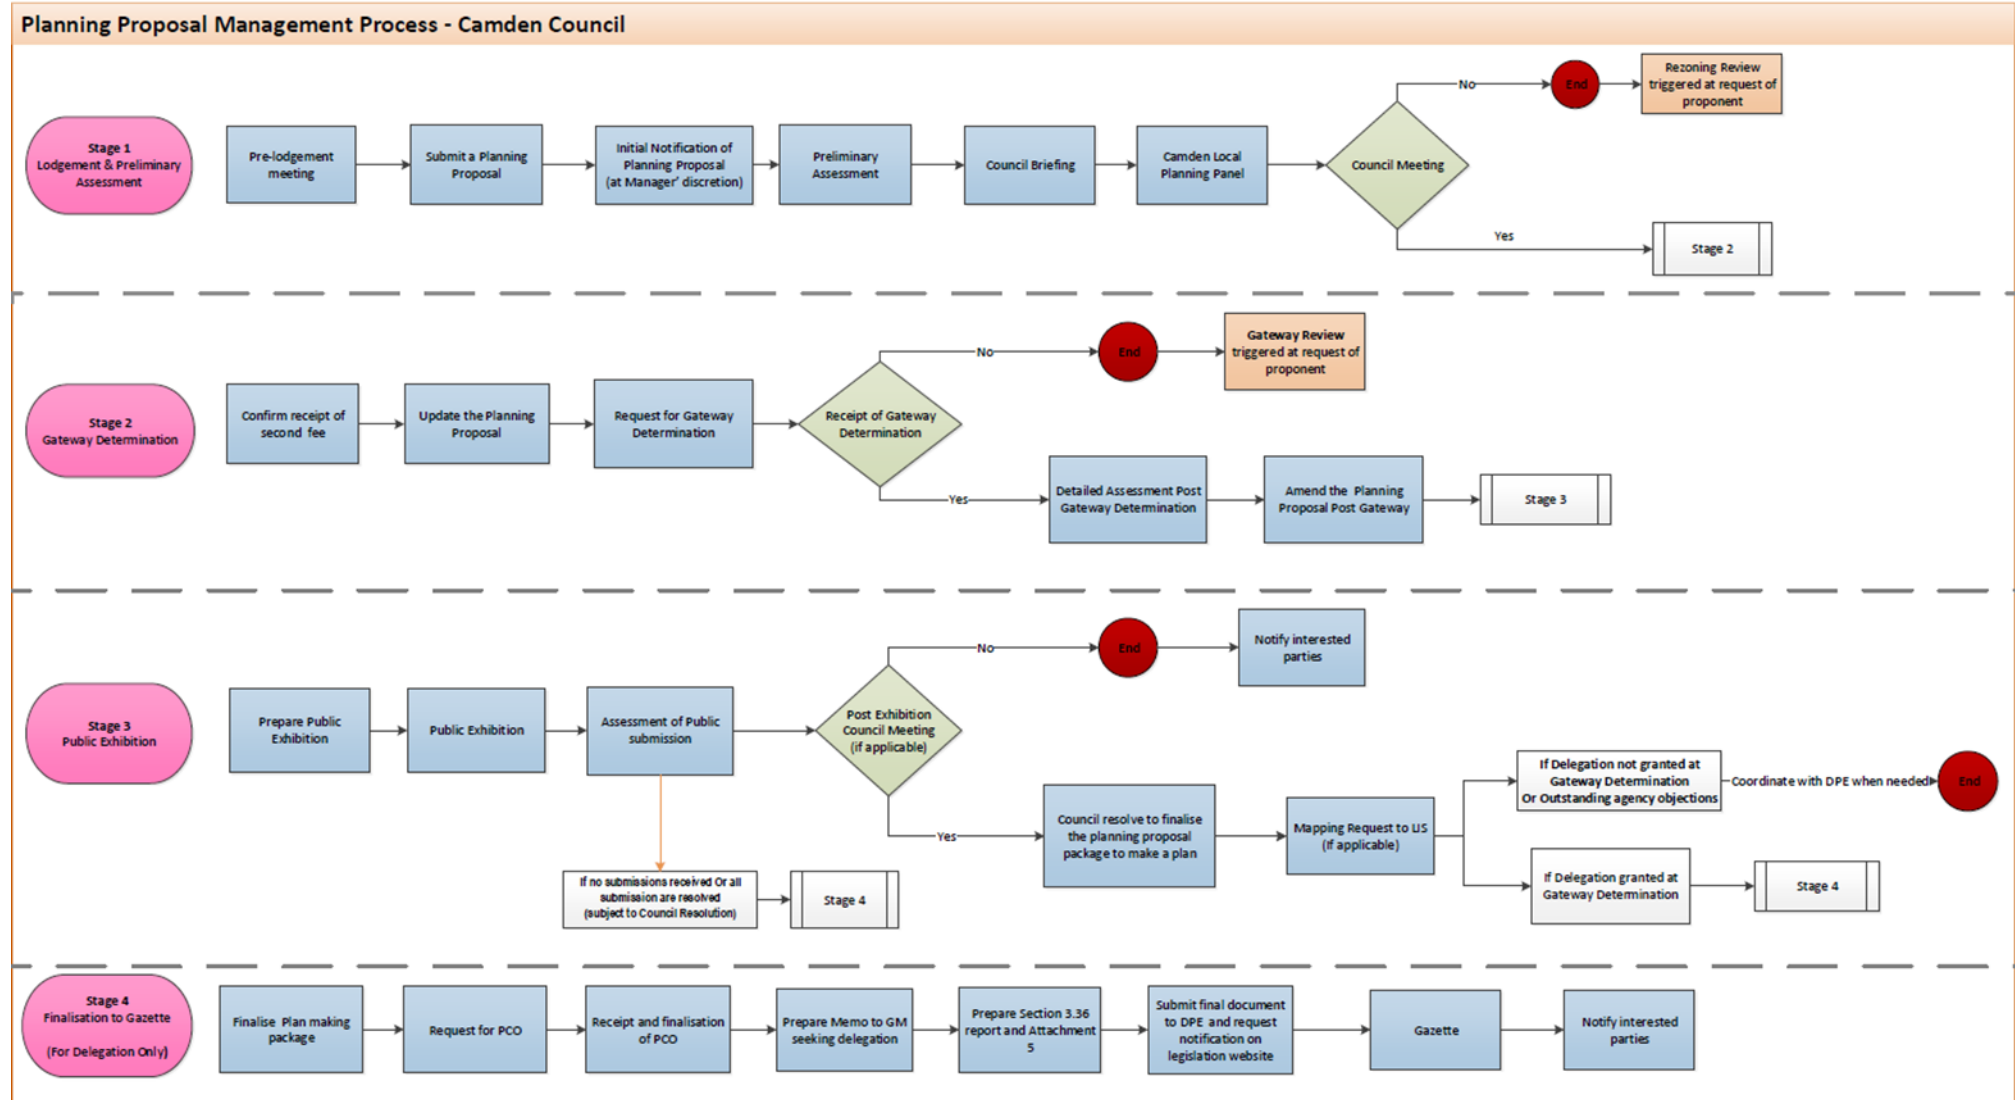 Planning Proposal Management Process - Camden Council
Stage 1
Lodgement & Preliminary
Assessment
Pre-lodgement
meeting
Submit a Planning
Proposal
Initial Notification of
Planning Proposal
(at Manager' discretion)
Preliminary
Assessment
Council Briefing
Camden Local
Planning Panel
Council Meeting
No
End
Rezoning Review
triggered at request of
proponent
Yes
Stage 2
Stage 2
Gateway Determination
Confirm receipt of
second fee
Update the Planning
Proposal
Request for Gateway
Determination
Receipt of Gateway
Determination
No
End
Gateway Review
triggered at request of
proponent
Yes
Detailed Assessment Post
Gateway Determination
Amend the Planning
Proposal Post Gateway
Stage 3
Stage 3
Public Exhibition
Prepare Public
Exhibition
Public Exhibition
Assessment of Public
submission
Post Exhibition
Council Meeting
(if applicable)
No
End
Notify interested
parties
Yes
Council resolve to finalise
the planning proposal
package to make a plan
Mapping Request to LIS
(If applicable)
If Delegation not granted at
Gateway Determination
Or Outstanding agency objections
Coordinate with DPE when needed
End
If Delegation granted at
Gateway Determination
Stage 4
If no submissions received Or all
submission are resolved
(subject to Council Resolution)
Stage 4
Stage 4
Finalisation to Gazette
(For Delegation Only)
Finalise Plan making
package
Request for PCO
Receipt and finalisation
of PCO
Prepare Memo to GM
seeking delegation
Prepare Section 3.36
report and Attachment
5
Submit final document
to DPE and request
notification on
legislation website
Gazette
Notify interested
parties